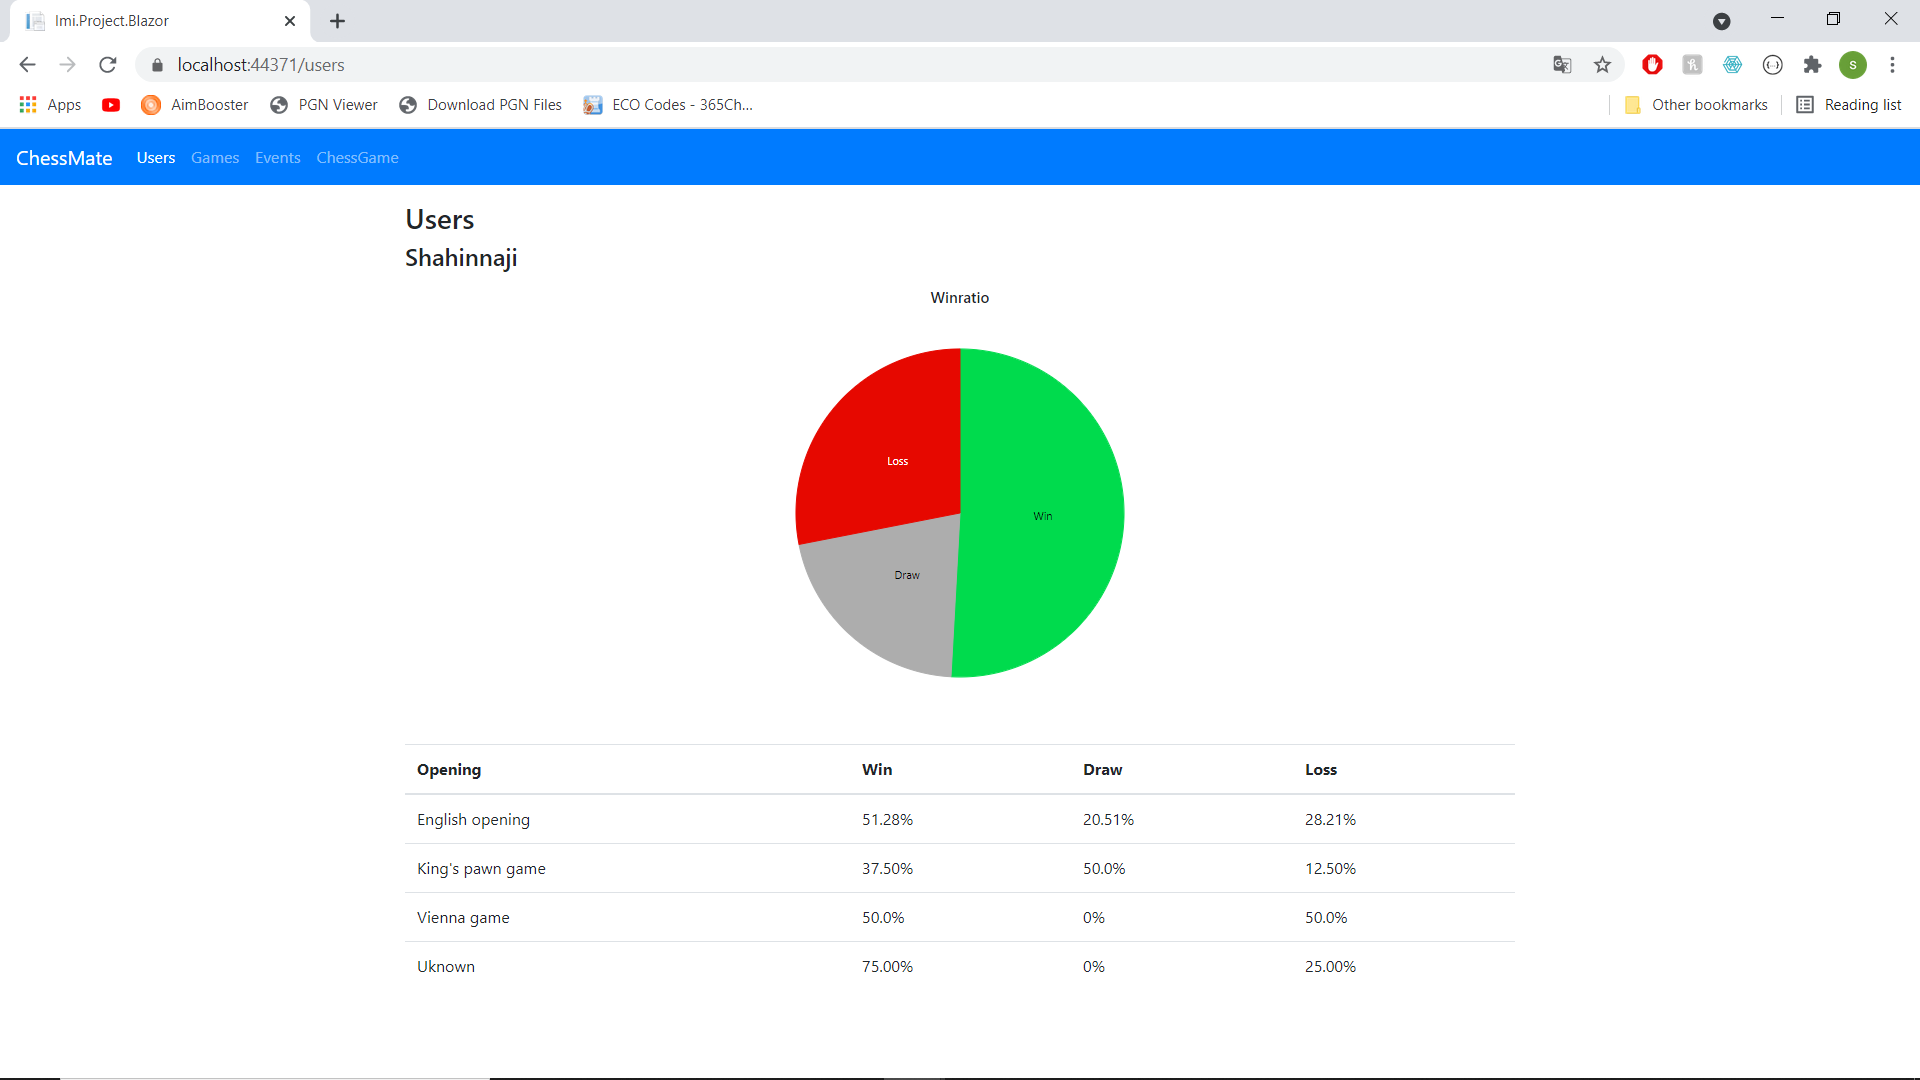 Imi.Project.Blazor
localhost:44371/users
S
Apps AimBooster PGN Viewer Download PGN Files ECO Codes - 365Ch... Other bookmarks Reading list
ChessMate Users Games Events ChessGame
Users
Shahinnaji
Winratio
Loss
Win
Draw
Opening Win Draw Loss
English opening 51.28% 20.51% 28.21%
King's pawn game 37.50% 50.0% 12.50%
Vienna game 50.0% 0% 50.0%
Uknown 75.00% 0% 25.00%